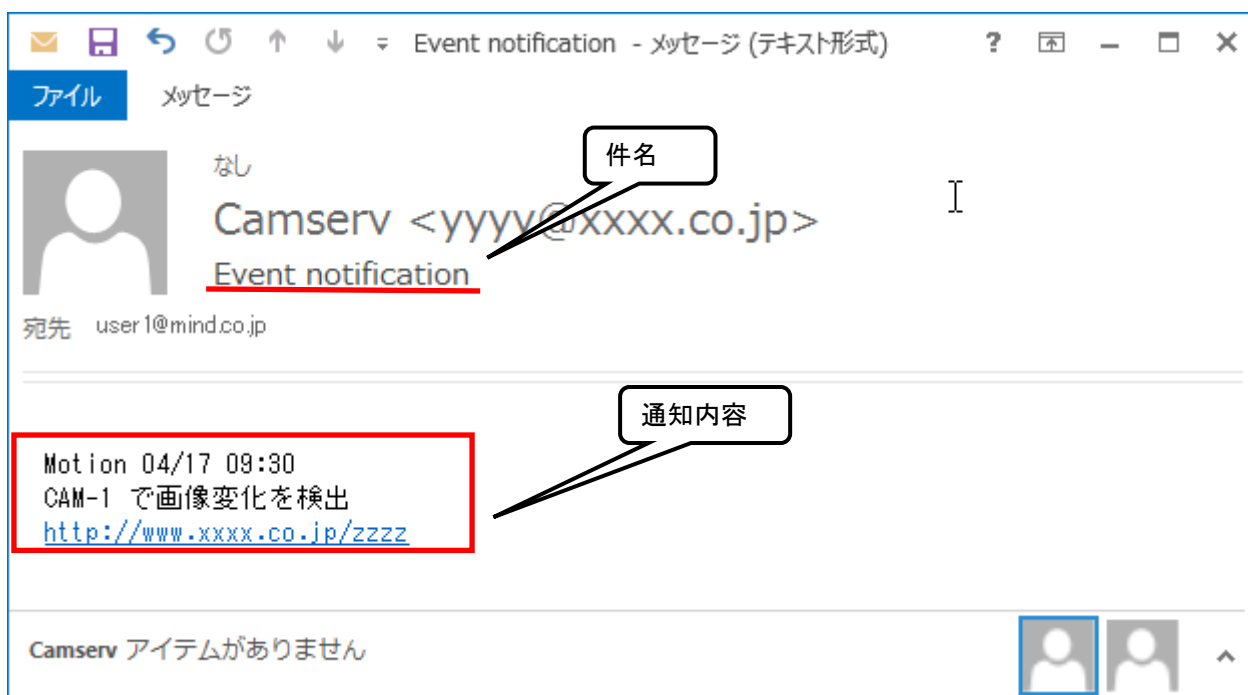 Event notification - メッセージ (テキスト形式)
ファイル メッセージ
件名
なし
Camserv <yyyy@xxxx.co.jp>
Event notification
宛先 user1@mind.co.jp
通知内容
Motion 04/17 09:30
CAM-1 で画像変化を検出
http://www.xxxx.co.jp/zzzz
Camserv アイテムがありません